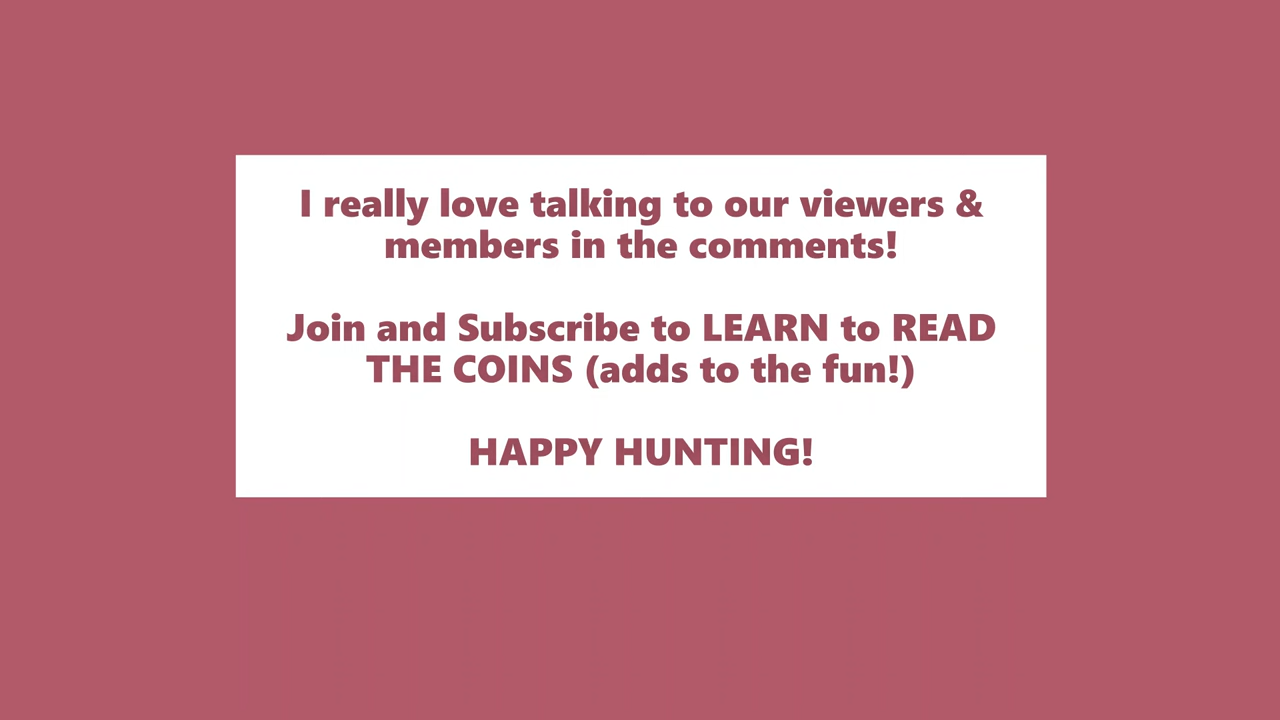 I really love talking to our viewers &
members in the comments!
Join and Subscribe to LEARN to READ
THE COINS (adds to the fun!)
HAPPY HUNTING!